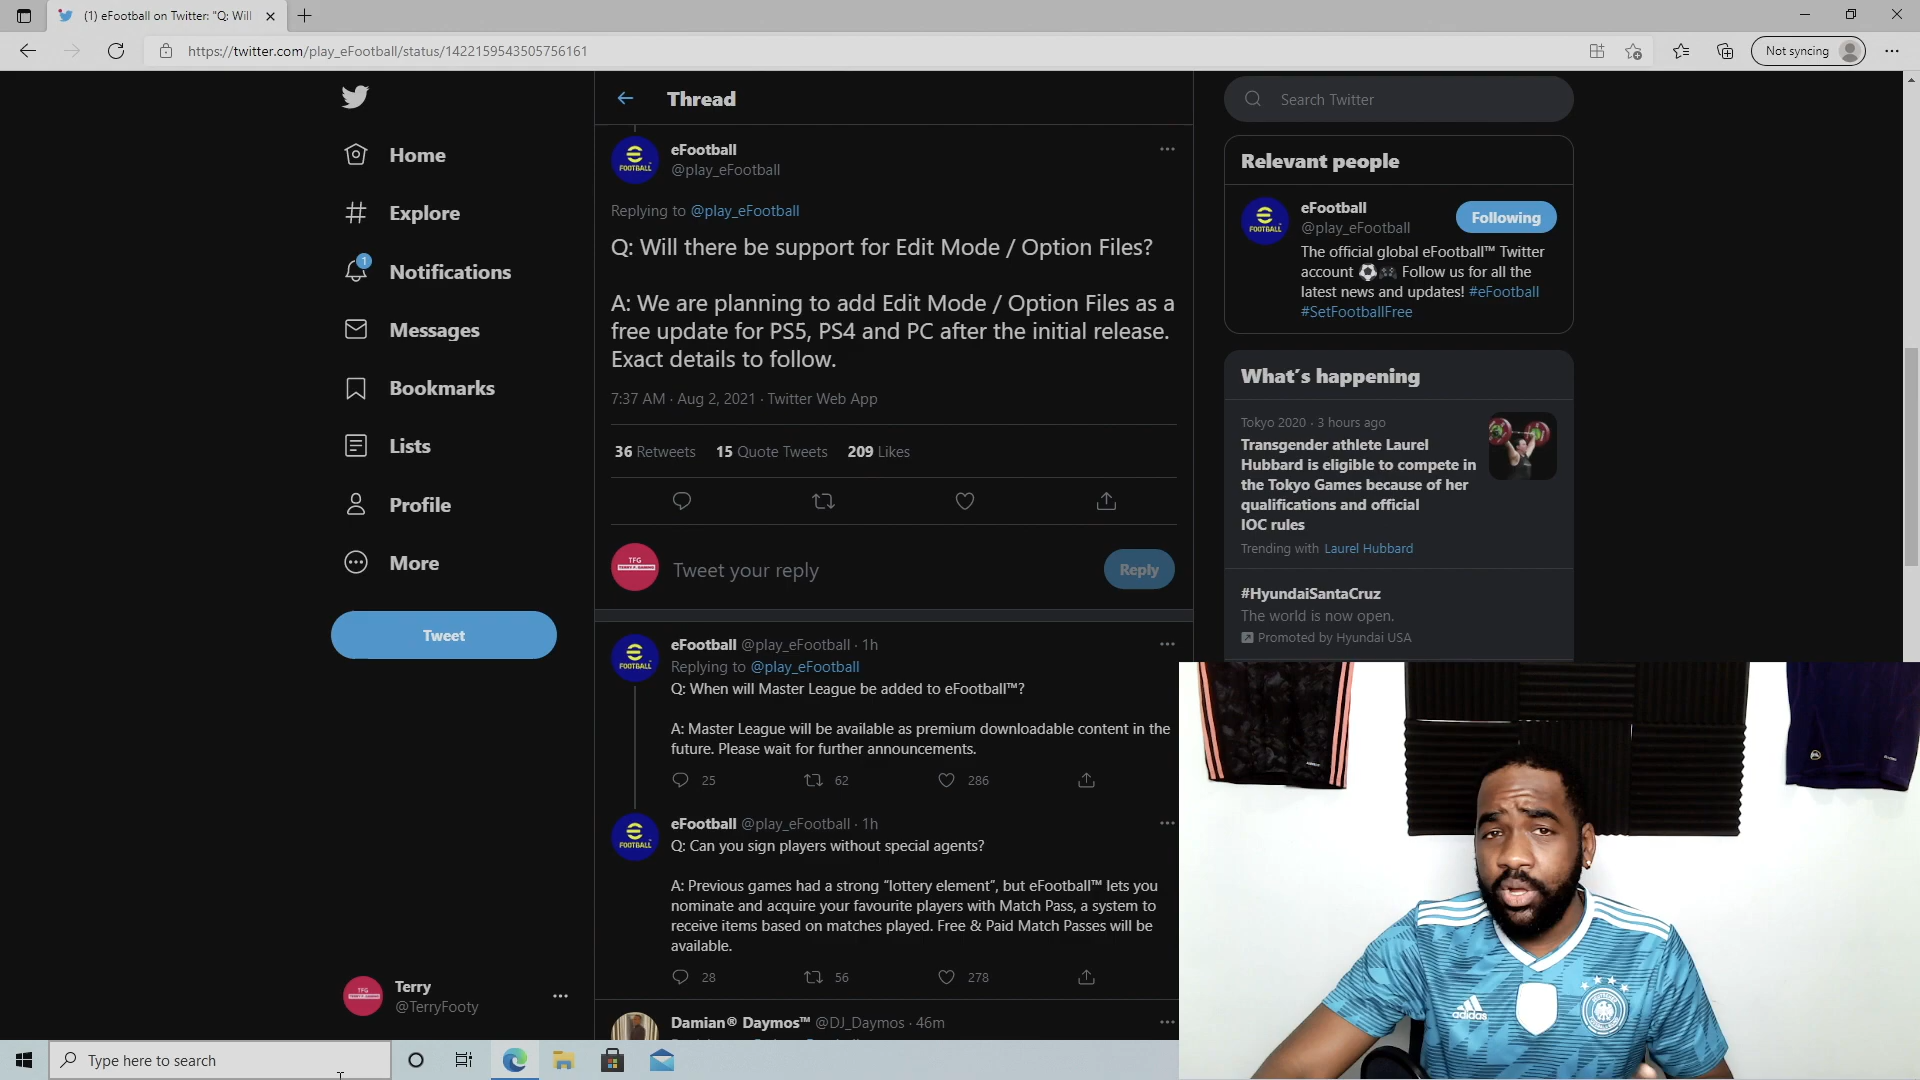 (1) eFootball on Twitter: "Q: Will
https://twitter.com/play_eFootball/status/1422159543505756161
Not syncing
Home
Explore
1
Notifications
Messages
Bookmarks
Lists
Profile
More
Tweet
Terry
@TerryFooty
Thread
eFootball
@play_eFootball
Replying to @play_eFootball
Q: Will there be support for Edit Mode / Option Files?
A: We are planning to add Edit Mode / Option Files as a
free update for PS5, PS4 and PC after the initial release.
Exact details to follow.
7:37 AM · Aug 2, 2021 · Twitter Web App
36 Retweets 15 Quote Tweets 209 Likes
TFG
Tweet your reply
Reply
eFootball @play_eFootball · 1h
Replying to @play_eFootball
Q: When will Master League be added to eFootball™?
A: Master League will be available as premium downloadable content in the
future. Please wait for further announcements.
25 62 286
eFootball @play_eFootball · 1h
Q: Can you sign players without special agents?
A: Previous games had a strong “lottery element”, but eFootball™ lets you
nominate and acquire your favourite players with Match Pass, a system to
receive items based on matches played. Free & Paid Match Passes will be
available.
28 56 278
Damian® Daymos™ @DJ_Daymos · 46m
Search Twitter
Relevant people
eFootball
@play_eFootball
Following
The official global eFootball™ Twitter
account Follow us for all the
latest news and updates! #eFootball
#SetFootballFree
What's happening
Tokyo 2020 · 3 hours ago
Transgender athlete Laurel
Hubbard is eligible to compete in
the Tokyo Games because of her
qualifications and official
IOC rules
Trending with Laurel Hubbard
#HyundaiSantaCruz
The world is now open.
Promoted by Hyundai USA
adidas
Type here to search